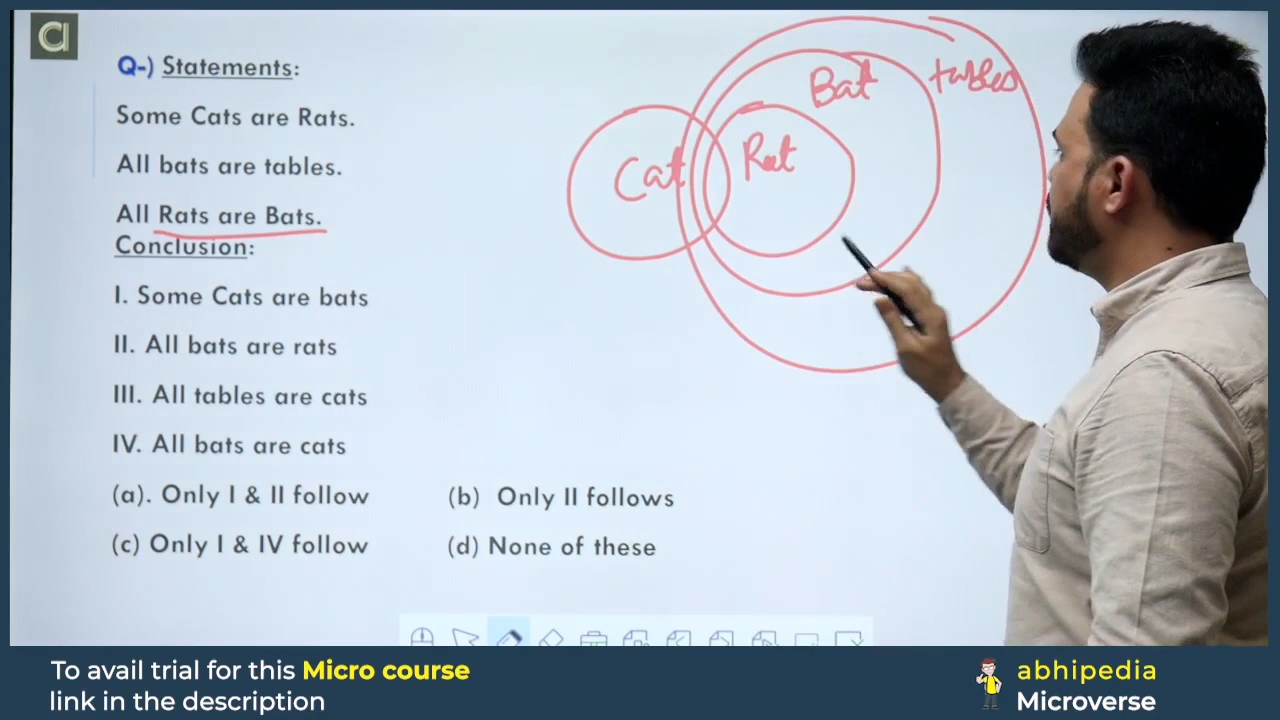 Q-) Statements:
Some Cats are Rats.
All bats are tables.
All Rats are Bats.
Conclusion:
I. Some Cats are bats
II. All bats are rats
III. All tables are cats
IV. All bats are cats
(a). Only I & II follow
(b) Only II follows
(c) Only I & IV follow
(d) None of these
Cat
Rat
Bat
tables
To avail trial for this Micro course
link in the description
abhipedia
Microverse